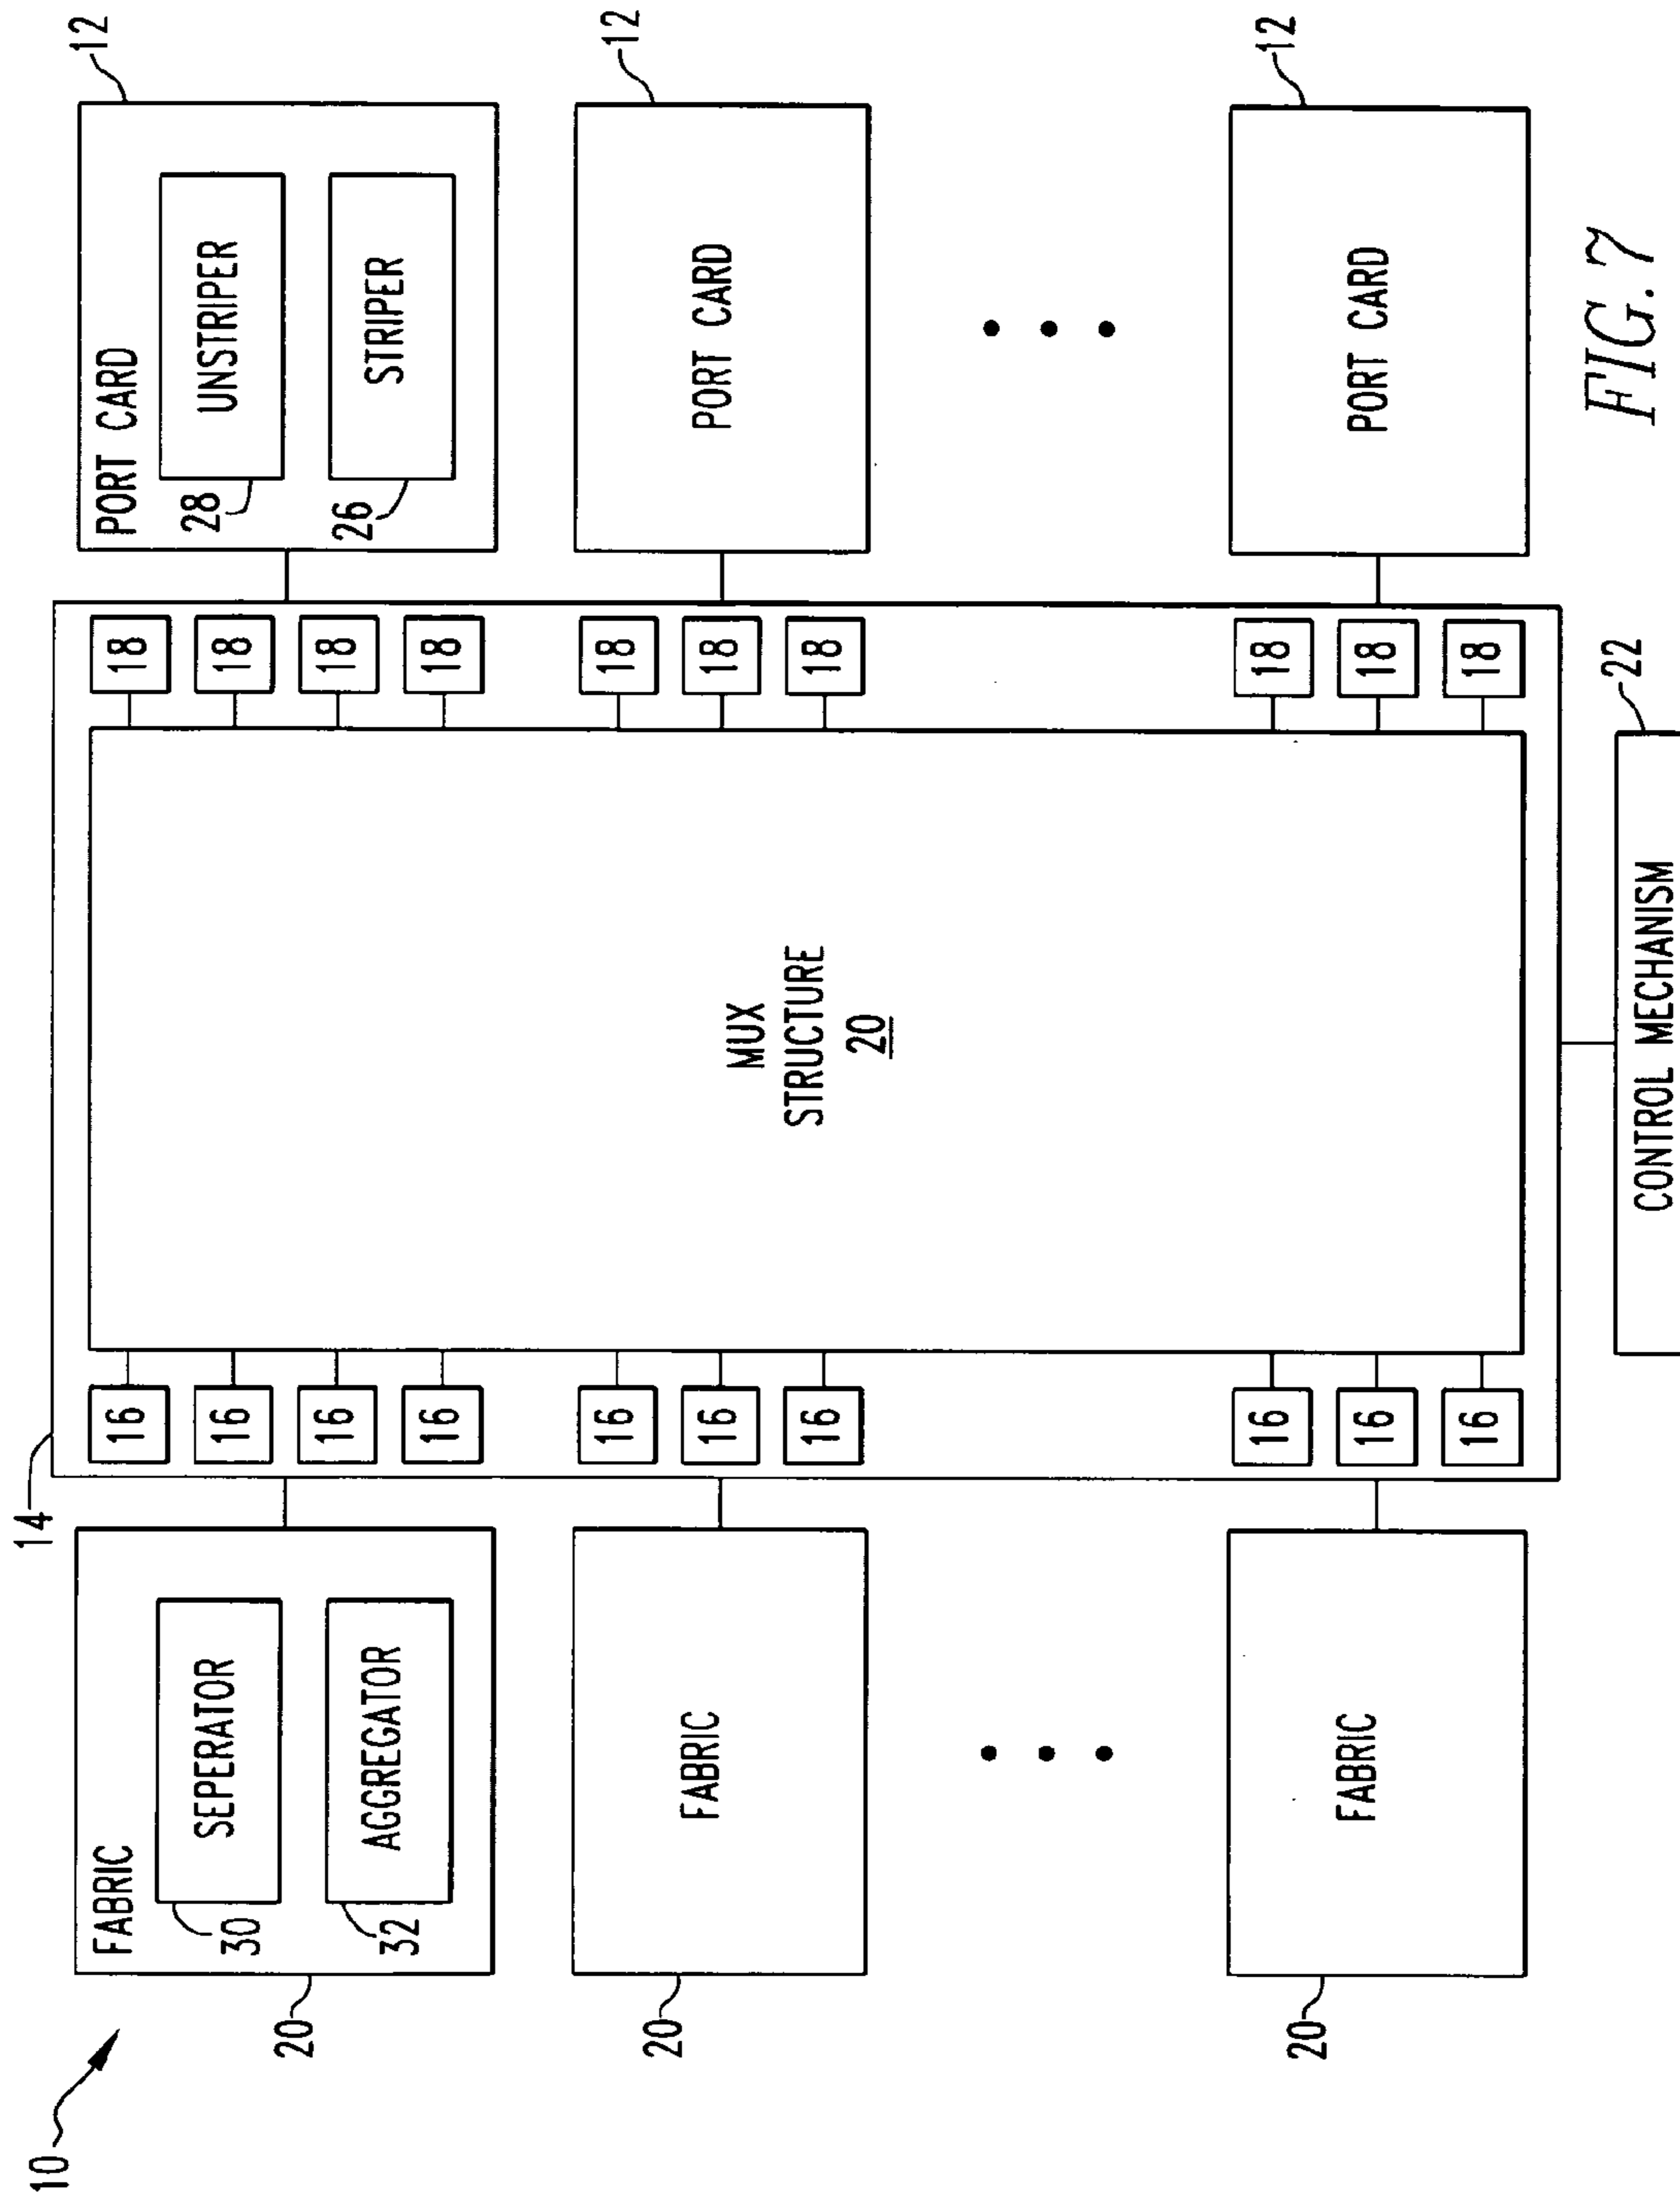 10
FABRIC
SEPERATOR
30
AGGREGATOR
32
20
FABRIC
20
FABRIC
20
14
16
16
16
16
16
16
16
16
16
16
MUX
STRUCTURE
20
18
18
18
18
18
18
18
18
18
18
PORT CARD
UNSTRIPER
28
STRIPER
26
12
PORT CARD
12
PORT CARD
12
CONTROL MECHANISM
22
FIG. 7